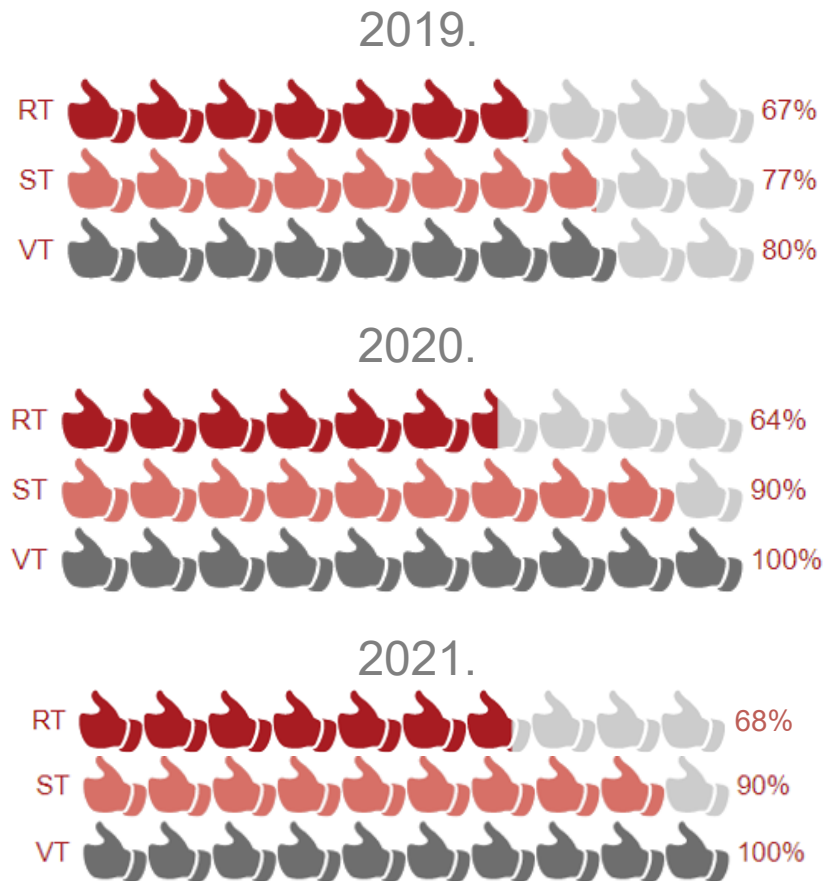 2019.
RT 67%
ST 77%
VT 80%
2020.
RT 64%
ST 90%
VT 100%
2021.
RT 68%
ST 90%
VT 100%